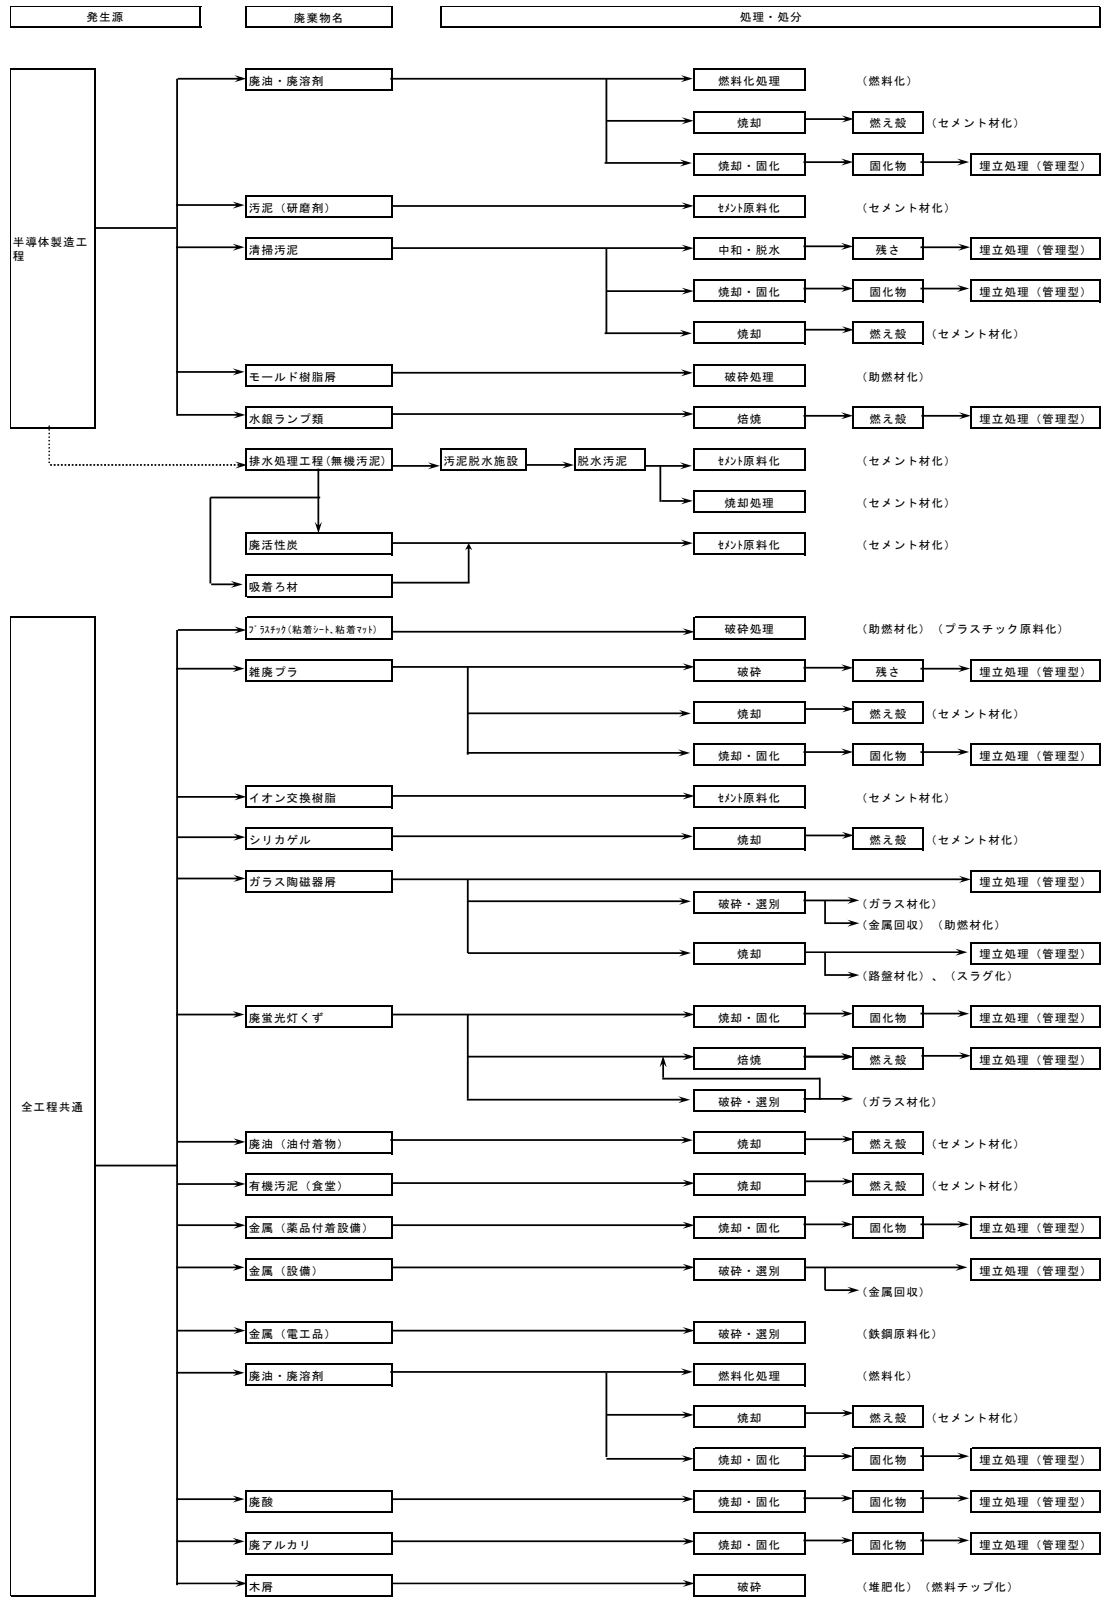 発生源 廃棄物名 処理・処分
廃油・廃溶剤 燃料化処理 （燃料化）
焼却 燃え殻 （セメント材化）
焼却・固化 固化物 埋立処理（管理型）
汚泥（研磨剤） ｾﾒﾝﾄ原料化 （セメント材化）
半導体製造工
程
清掃汚泥 中和・脱水 残さ 埋立処理（管理型）
焼却・固化 固化物 埋立処理（管理型）
焼却 燃え殻 （セメント材化）
モールド樹脂屑 破砕処理 （助燃材化）
水銀ランプ類 焙焼 燃え殻 埋立処理（管理型）
排水処理工程(無機汚泥) 汚泥脱水施設 脱水汚泥 ｾﾒﾝﾄ原料化 （セメント材化）
焼却処理 （セメント材化）
廃活性炭 ｾﾒﾝﾄ原料化 （セメント材化）
吸着ろ材
ﾌﾟﾗｽﾁｯｸ(粘着ｼｰﾄ､粘着ﾏｯﾄ) 破砕処理 （助燃材化）（プラスチック原料化）
雑廃プラ 破砕 残さ 埋立処理（管理型）
焼却 燃え殻 （セメント材化）
焼却・固化 固化物 埋立処理（管理型）
イオン交換樹脂 ｾﾒﾝﾄ原料化 （セメント材化）
シリカゲル 焼却 燃え殻 （セメント材化）
ガラス陶磁器屑 埋立処理（管理型）
破砕・選別 （ガラス材化）
（金属回収）（助燃材化）
焼却 埋立処理（管理型）
（路盤材化）、（スラグ化）
廃蛍光灯くず 焼却・固化 固化物 埋立処理（管理型）
焙焼 燃え殻 埋立処理（管理型）
破砕・選別 （ガラス材化）
全工程共通
廃油（油付着物） 焼却 燃え殻 （セメント材化）
有機汚泥（食堂） 焼却 燃え殻 （セメント材化）
金属（薬品付着設備） 焼却・固化 固化物 埋立処理（管理型）
金属（設備） 破砕・選別 埋立処理（管理型）
（金属回収）
金属（電工品） 破砕・選別 （鉄鋼原料化）
廃油・廃溶剤 燃料化処理 （燃料化）
焼却 燃え殻 （セメント材化）
焼却・固化 固化物 埋立処理（管理型）
廃酸 焼却・固化 固化物 埋立処理（管理型）
廃アルカリ 焼却・固化 固化物 埋立処理（管理型）
木屑 破砕 （堆肥化）（燃料チップ化）